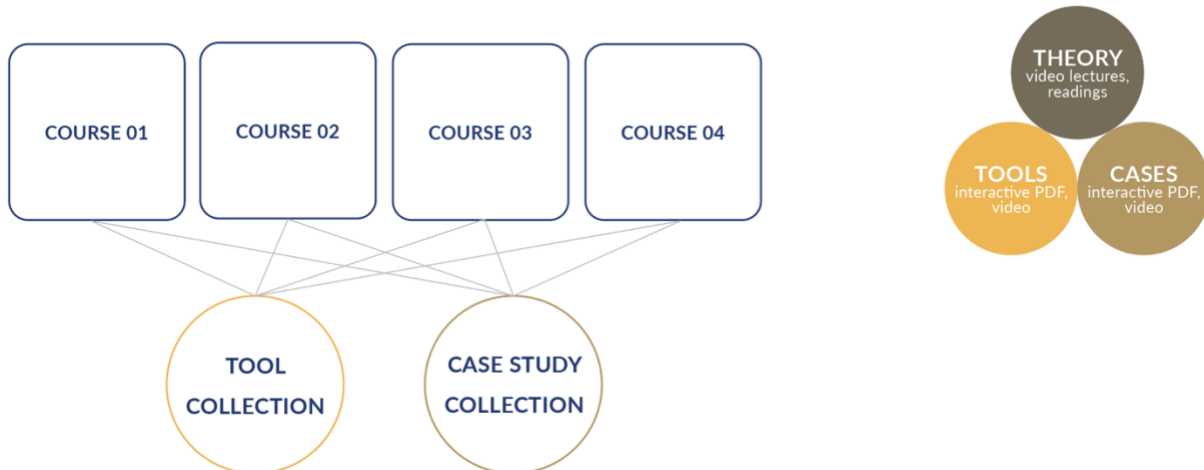 COURSE 01
COURSE 02
COURSE 03
COURSE 04
TOOL
COLLECTION
CASE STUDY
COLLECTION
THEORY
video lectures,
readings
TOOLS
interactive PDF,
video
CASES
interactive PDF,
video